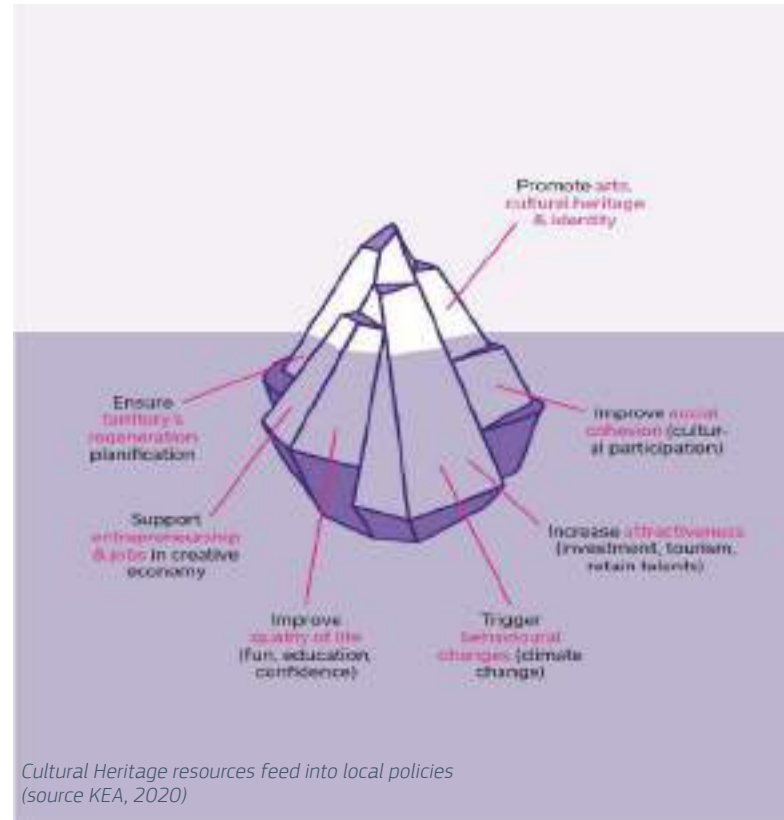 Promote arts,
cultural heritage
& identity
Ensure
territory's
regeneration
planification
Improve social
cohesion (cultur-
al participation)
Support
entrepreneurship
& jobs in creative
economy
Increase attractiveness
(investment, tourism,
retain talents)
Improve
quality of life
(fun, education,
confidence)
Trigger
behavioural
changes (climate
change)
Cultural Heritage resources feed into local policies
(source KEA, 2020)